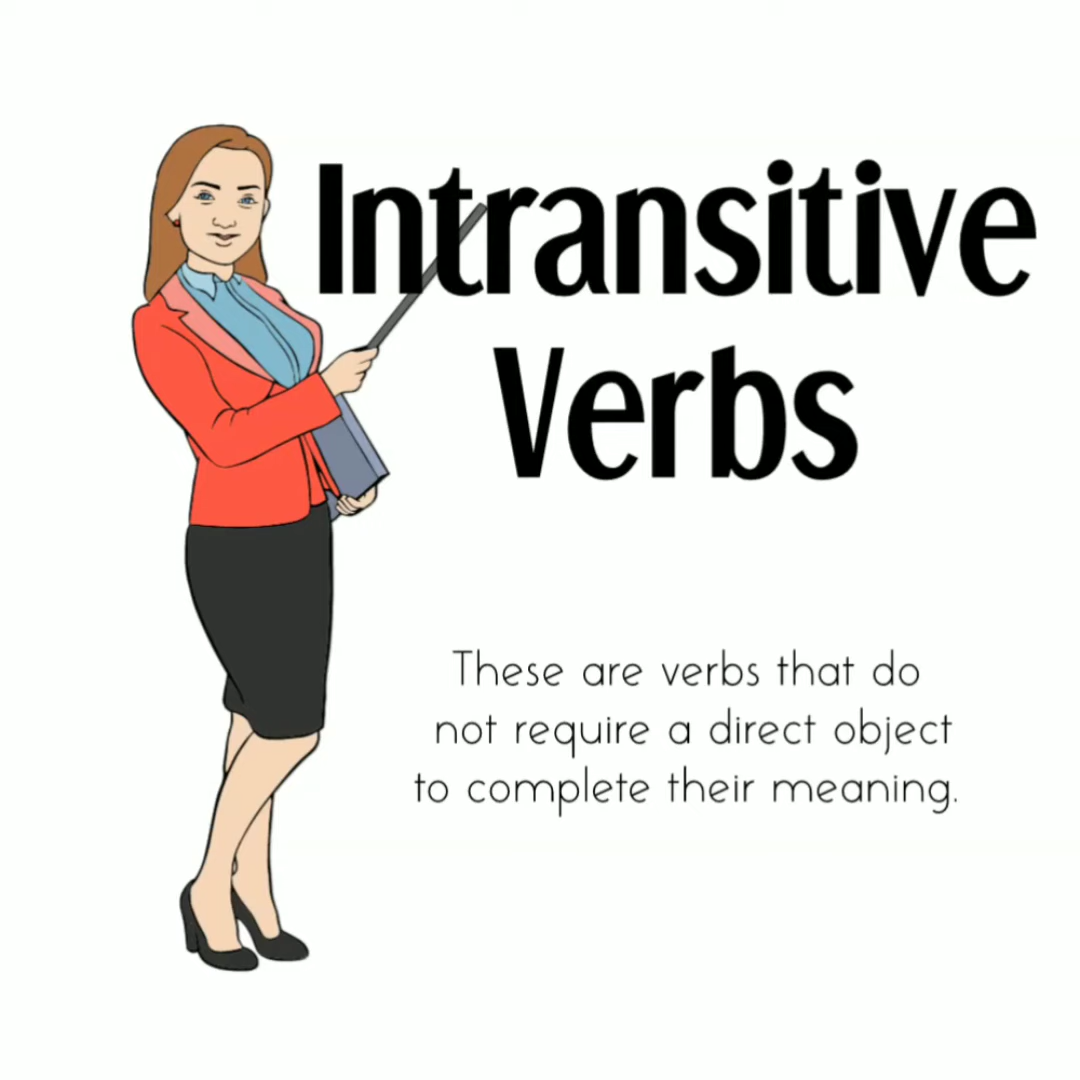 Intransitive
Verbs
These are verbs that do
not require a direct object
to complete their meaning.